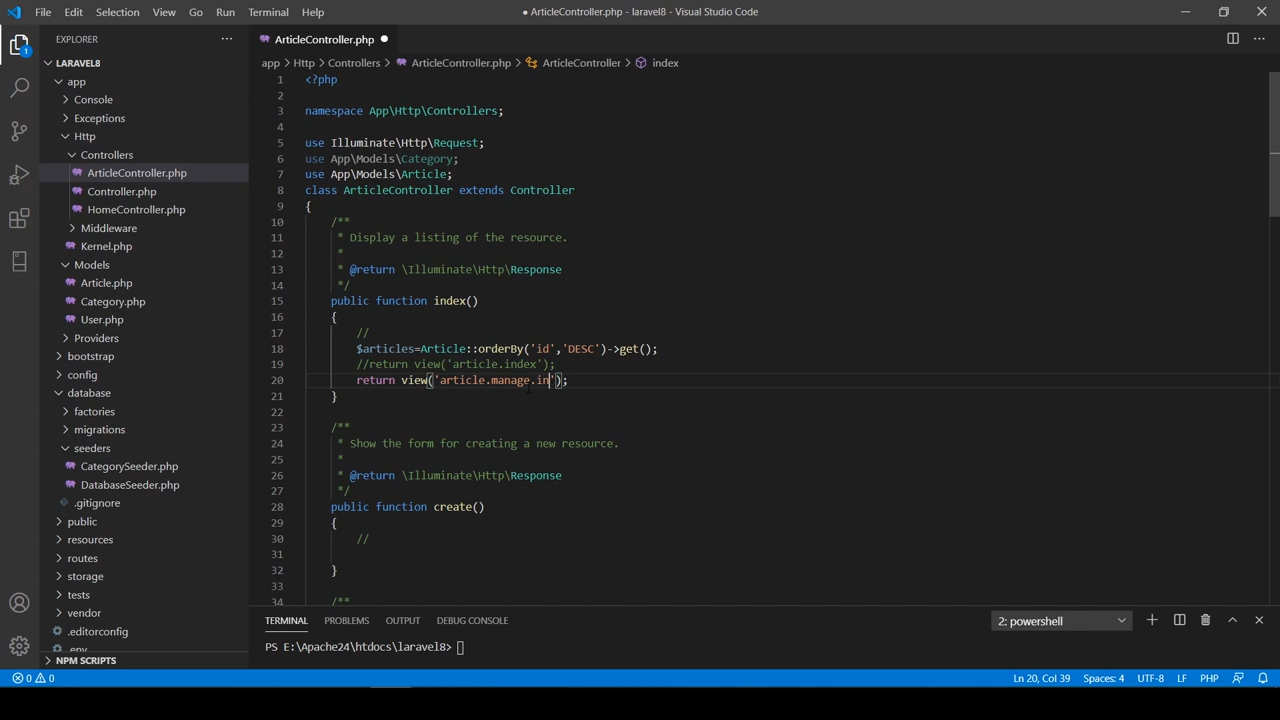 File Edit Selection View Go Run Terminal Help
● ArticleController.php - laravel8 - Visual Studio Code
EXPLORER
LARAVEL8
app
Console
Exceptions
Http
Controllers
ArticleController.php
Controller.php
HomeController.php
Middleware
Kernel.php
Models
Article.php
Category.php
User.php
Providers
bootstrap
config
database
factories
migrations
seeders
CategorySeeder.php
DatabaseSeeder.php
.gitignore
public
resources
routes
storage
tests
vendor
.editorconfig
.env
NPM SCRIPTS
1
ArticleController.php ●
app > Http > Controllers > ArticleController.php > ArticleController > index
1 <?php
2
3 namespace App\Http\Controllers;
4
5 use Illuminate\Http\Request;
6 use App\Models\Category;
7 use App\Models\Article;
8 class ArticleController extends Controller
9 {
10 /**
11 * Display a listing of the resource.
12 *
13 * @return \Illuminate\Http\Response
14 */
15 public function index()
16 {
17 //
18 $articles=Article::orderBy('id','DESC')->get();
19 //return view('article.index');
20 return view('article.manage.in');
21 }
22
23 /**
24 * Show the form for creating a new resource.
25 *
26 * @return \Illuminate\Http\Response
27 */
28 public function create()
29 {
30 //
31
32 }
33
34 /**
TERMINAL PROBLEMS OUTPUT DEBUG CONSOLE
2: powershell
PS E:\Apache24\htdocs\laravel8>
0 0
Ln 20, Col 39 Spaces: 4 UTF-8 LF PHP